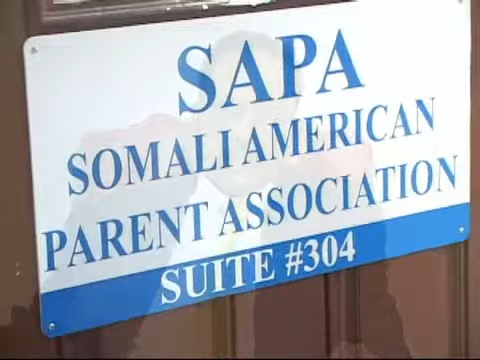 SAPA
SOMALI AMERICAN
PARENT ASSOCIATION
SUITE #304